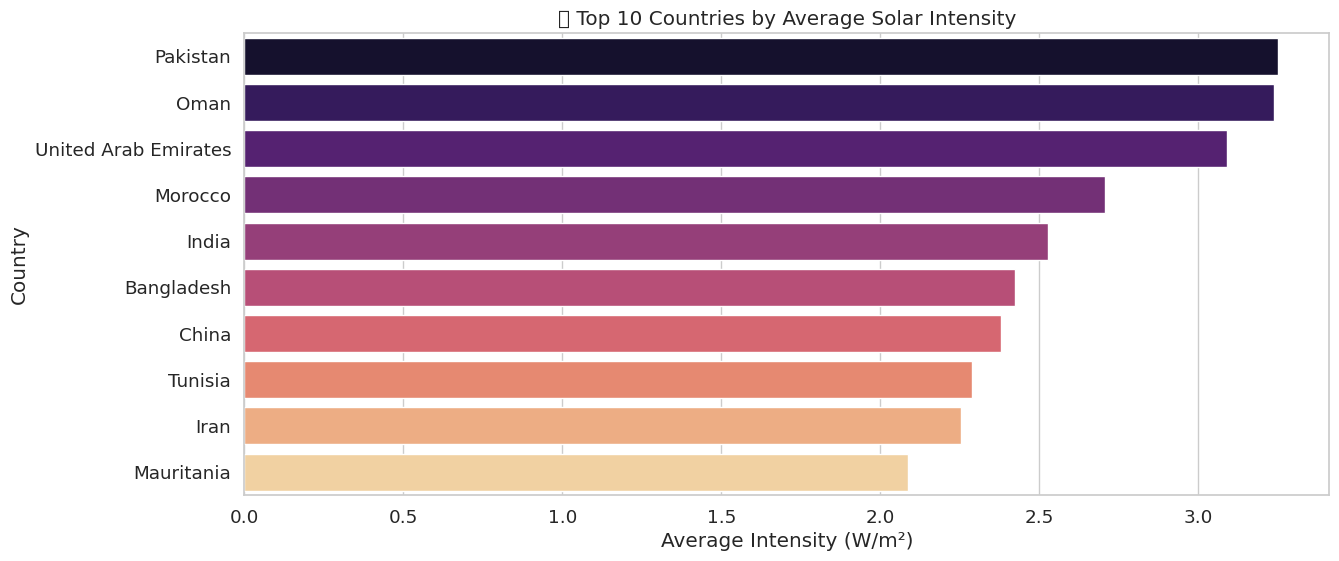 ▯ Top 10 Countries by Average Solar Intensity
Pakistan
Oman
United Arab Emirates
Morocco
India
Bangladesh
China
Tunisia
Iran
Mauritania
Country
0.0 0.5 1.0 1.5 2.0 2.5 3.0
Average Intensity (W/m²)